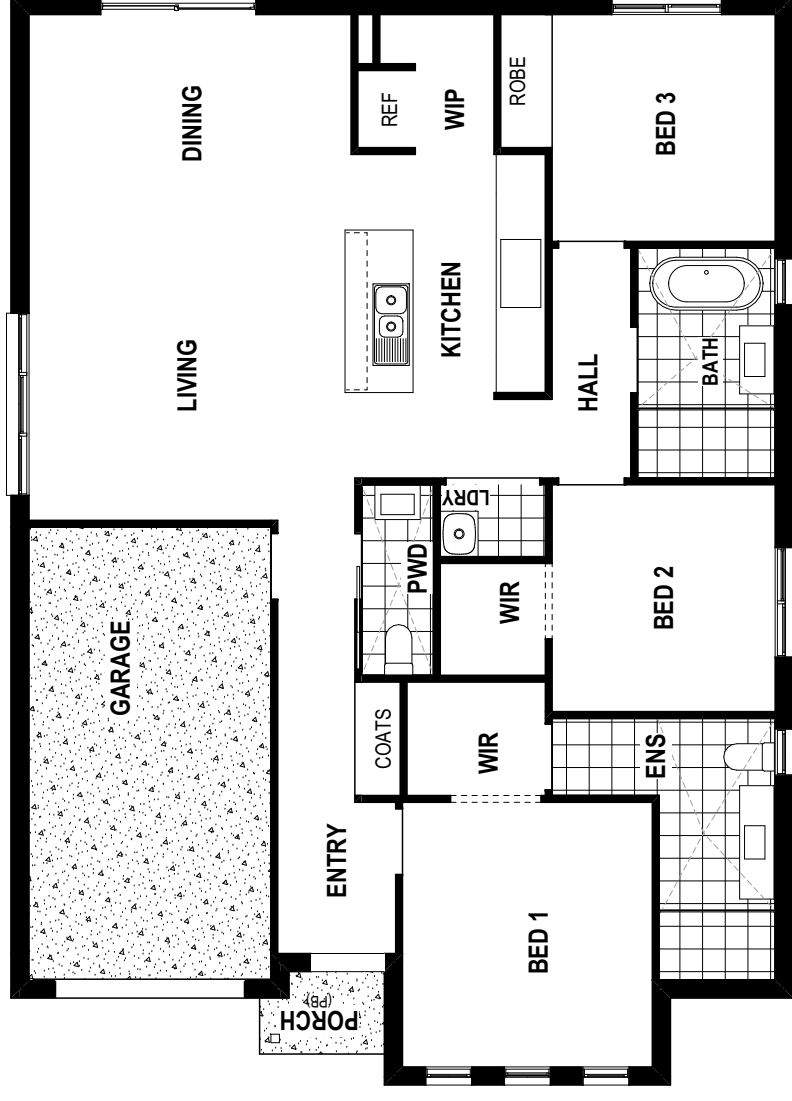 DINING
REF
WIP
ROBE
BED 3
LIVING
KITCHEN
HALL
BATH
GARAGE
PWD
LDRY
WIR
BED 2
COATS
WIR
ENS
ENTRY
BED 1
PORCH
(PB)